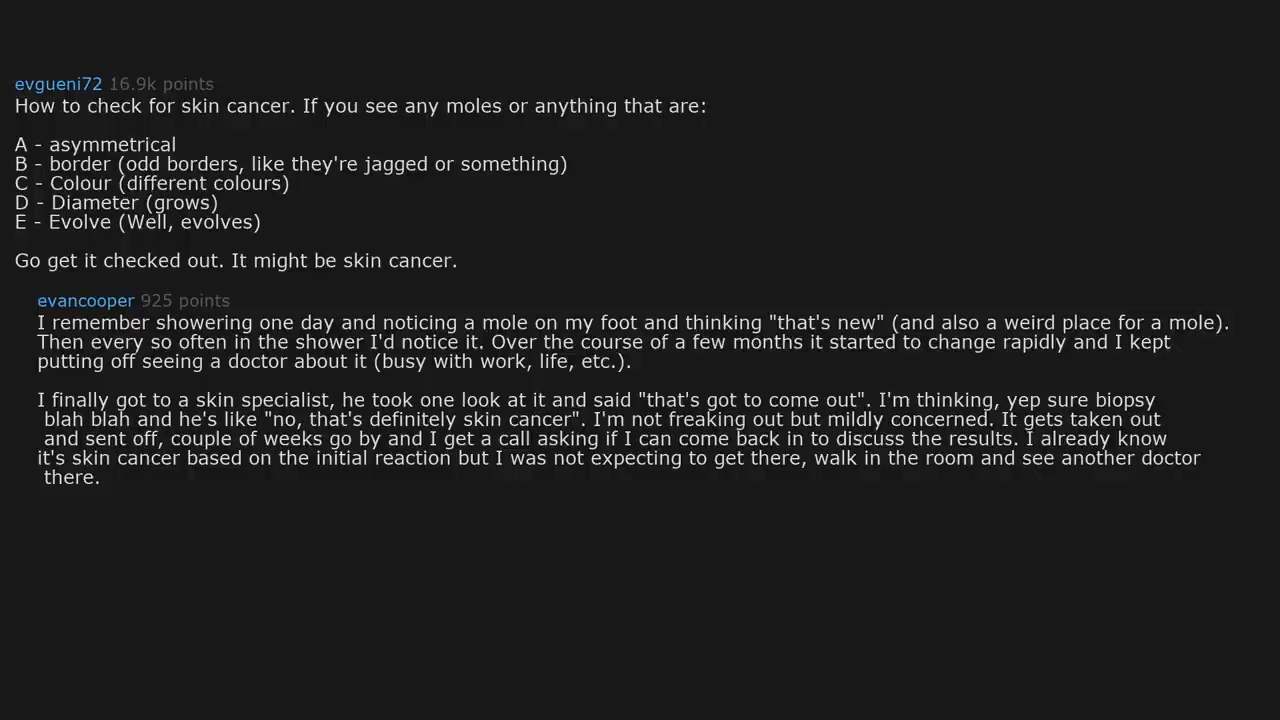 evgueni72 16.9k points
How to check for skin cancer. If you see any moles or anything that are:
A - asymmetrical
B - border (odd borders, like they're jagged or something)
C - Colour (different colours)
D - Diameter (grows)
E - Evolve (Well, evolves)
Go get it checked out. It might be skin cancer.
evancooper 925 points
I remember showering one day and noticing a mole on my foot and thinking "that's new" (and also a weird place for a mole).
Then every so often in the shower I'd notice it. Over the course of a few months it started to change rapidly and I kept
putting off seeing a doctor about it (busy with work, life, etc.).
I finally got to a skin specialist, he took one look at it and said "that's got to come out". I'm thinking, yep sure biopsy
blah blah and he's like "no, that's definitely skin cancer". I'm not freaking out but mildly concerned. It gets taken out
and sent off, couple of weeks go by and I get a call asking if I can come back in to discuss the results. I already know
it's skin cancer based on the initial reaction but I was not expecting to get there, walk in the room and see another doctor
there.